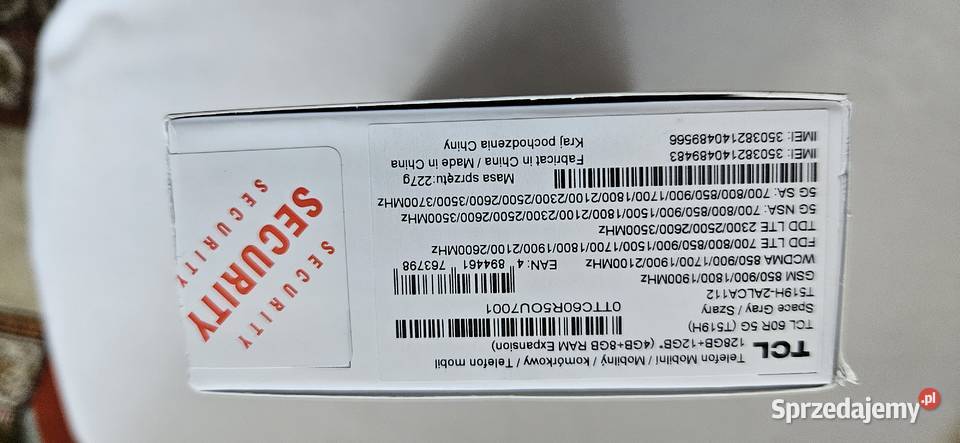 TCL
Telefon Mobilni / Mobilný / komórkowy / Telefon mobil
128GB+12GB* (4GB+8GB RAM Expansion)
TCL 60R 5G (T519H)
Space Gray / Szary
T519H-2ALCA112
0TTC60R5OU7001
GSM 850/900/1800/1900MHz
WCDMA 850/900/1700/1900/2100MHz
EAN: 4 894461 763798
FDD LTE 700/800/850/900/1500/1700/1800/1900/2100/2600MHz
TDD LTE 2300/2500/2600/3500MHz
5G NSA: 700/800/850/900/1500/1800/2100/2300/2500/2600/3500MHz
5G SA: 700/800/850/900/1700/1800/2100/2300/2500/2600/3500/3700MHz
Masa sprzętu:227g
IMEI: 350382140489483
Fabricat in China / Made in China
IMEI: 350382140489566
Kraj pochodzenia Chiny
SECURITY
SECURITY
SECURITY
Sprzedajemy.pl